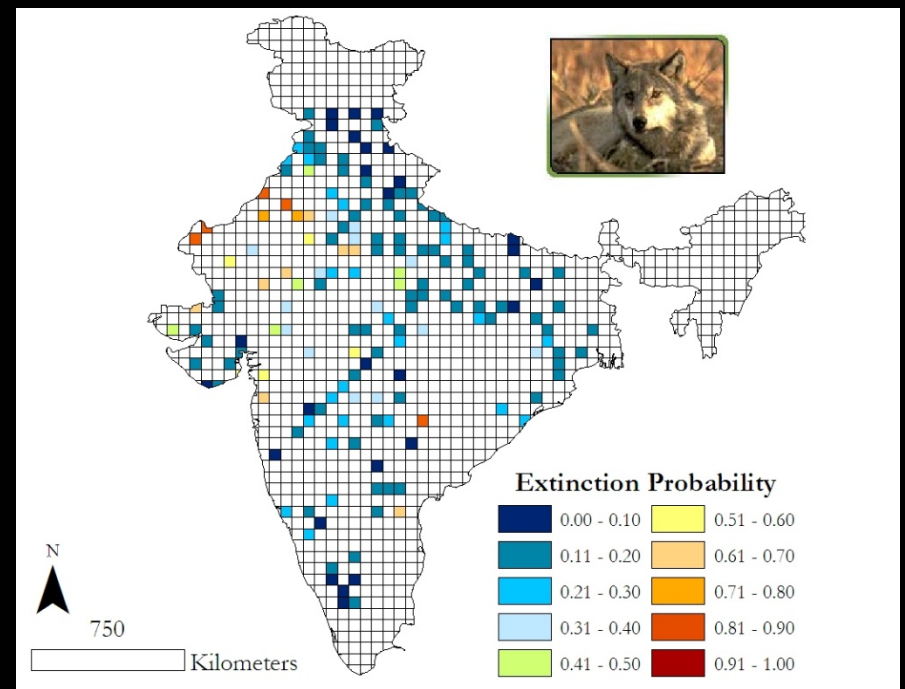 Extinction Probability
0.00 - 0.10
0.51 - 0.60
0.11 - 0.20
0.61 - 0.70
0.21 - 0.30
0.71 - 0.80
0.31 - 0.40
0.81 - 0.90
0.41 - 0.50
0.91 - 1.00
N
750
Kilometers